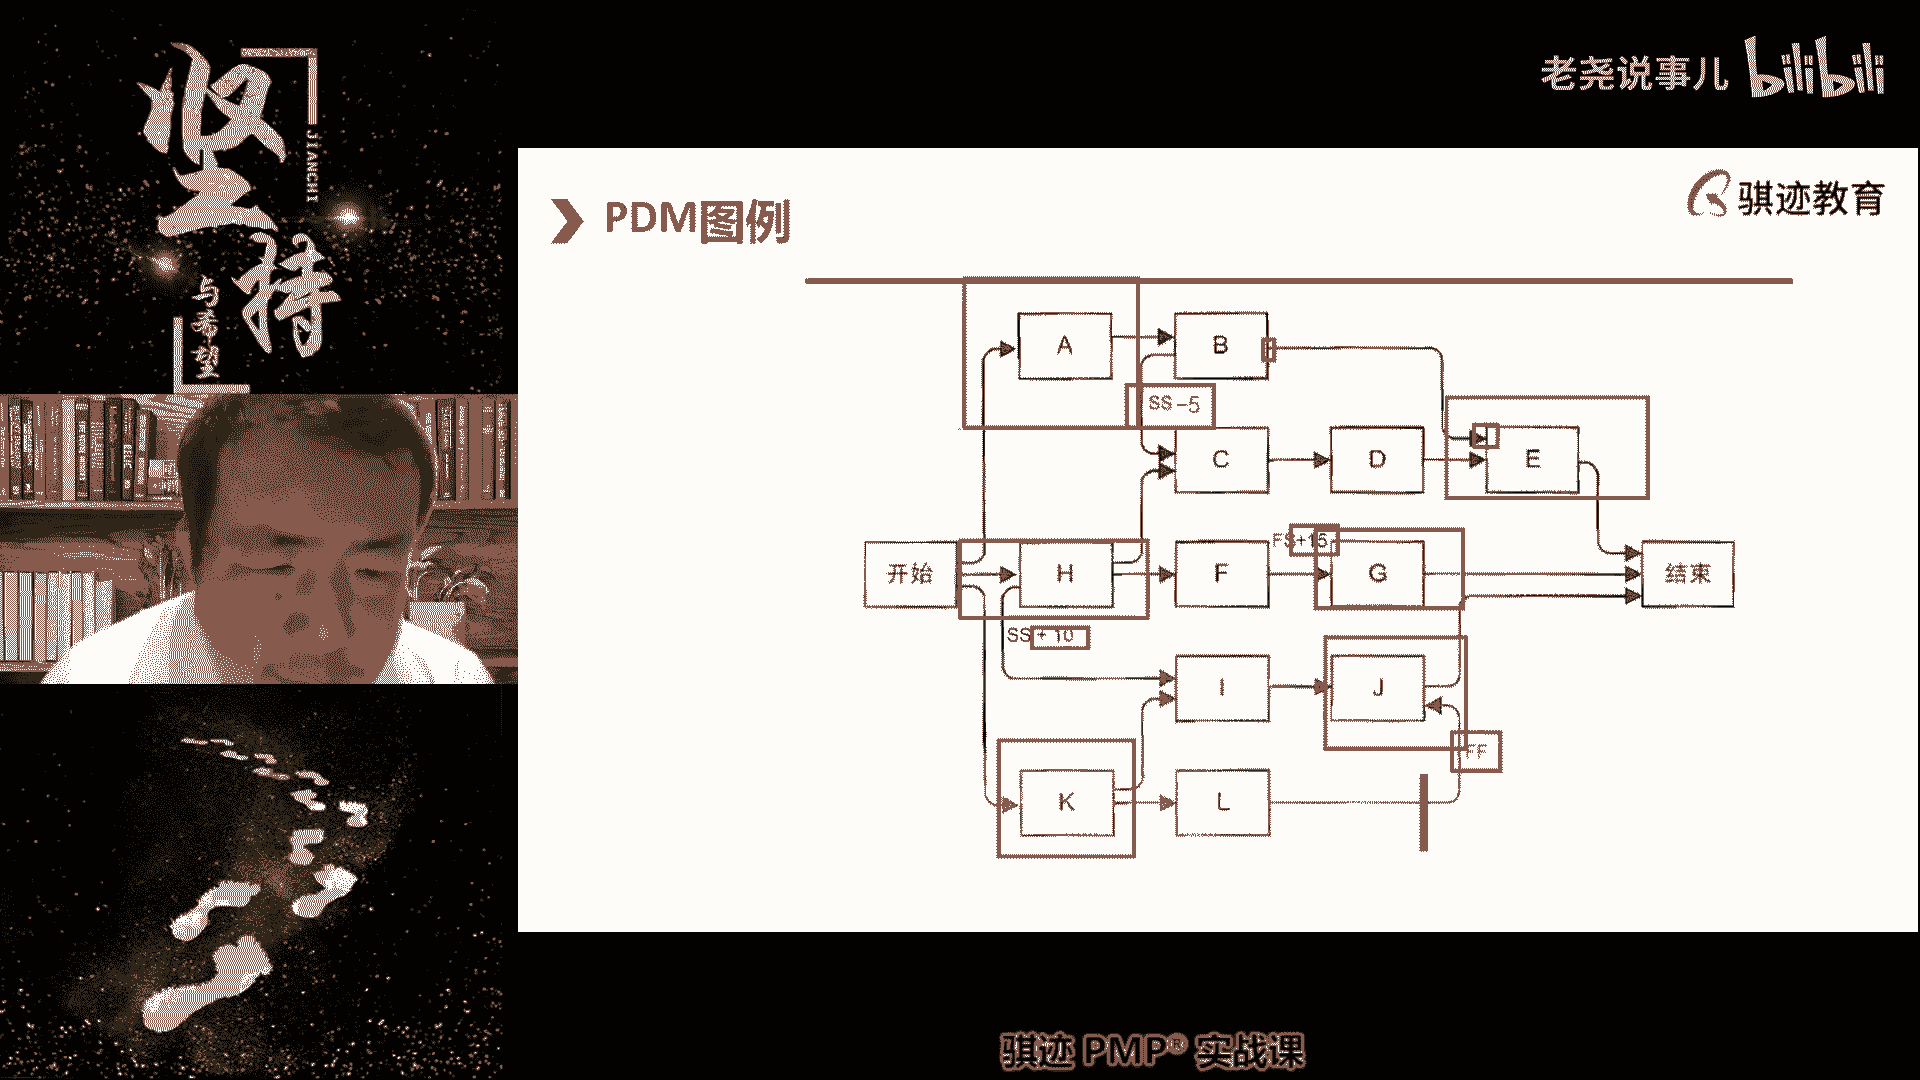 坚
持
JIANCHI
与希望
老尧说事儿 bilibili
骐迹教育
PDM图例
A
B
SS -5
C
D
E
FS+15
开始
H
F
G
结束
SS + 10
I
J
FF
K
L
骐迹 PMP® 实战课